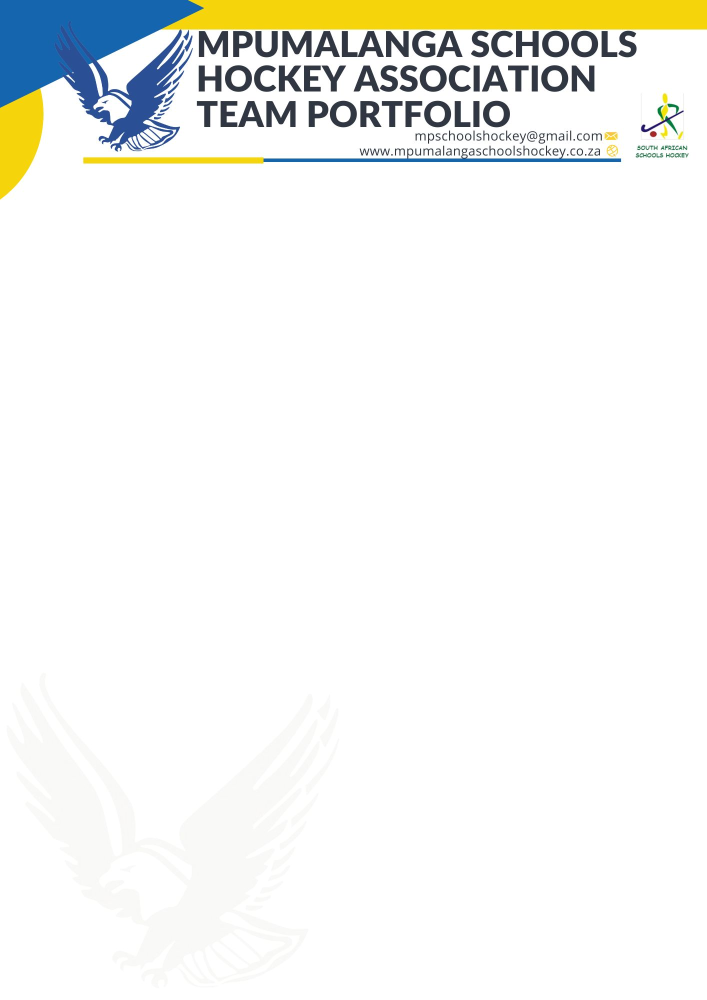 MPUMALANGA SCHOOLS
HOCKEY ASSOCIATION
TEAM PORTFOLIO
mpschoolshockey@gmail.com
www.mpumalangaschoolshockey.co.za
SOUTH AFRICAN
SCHOOLS HOCKEY